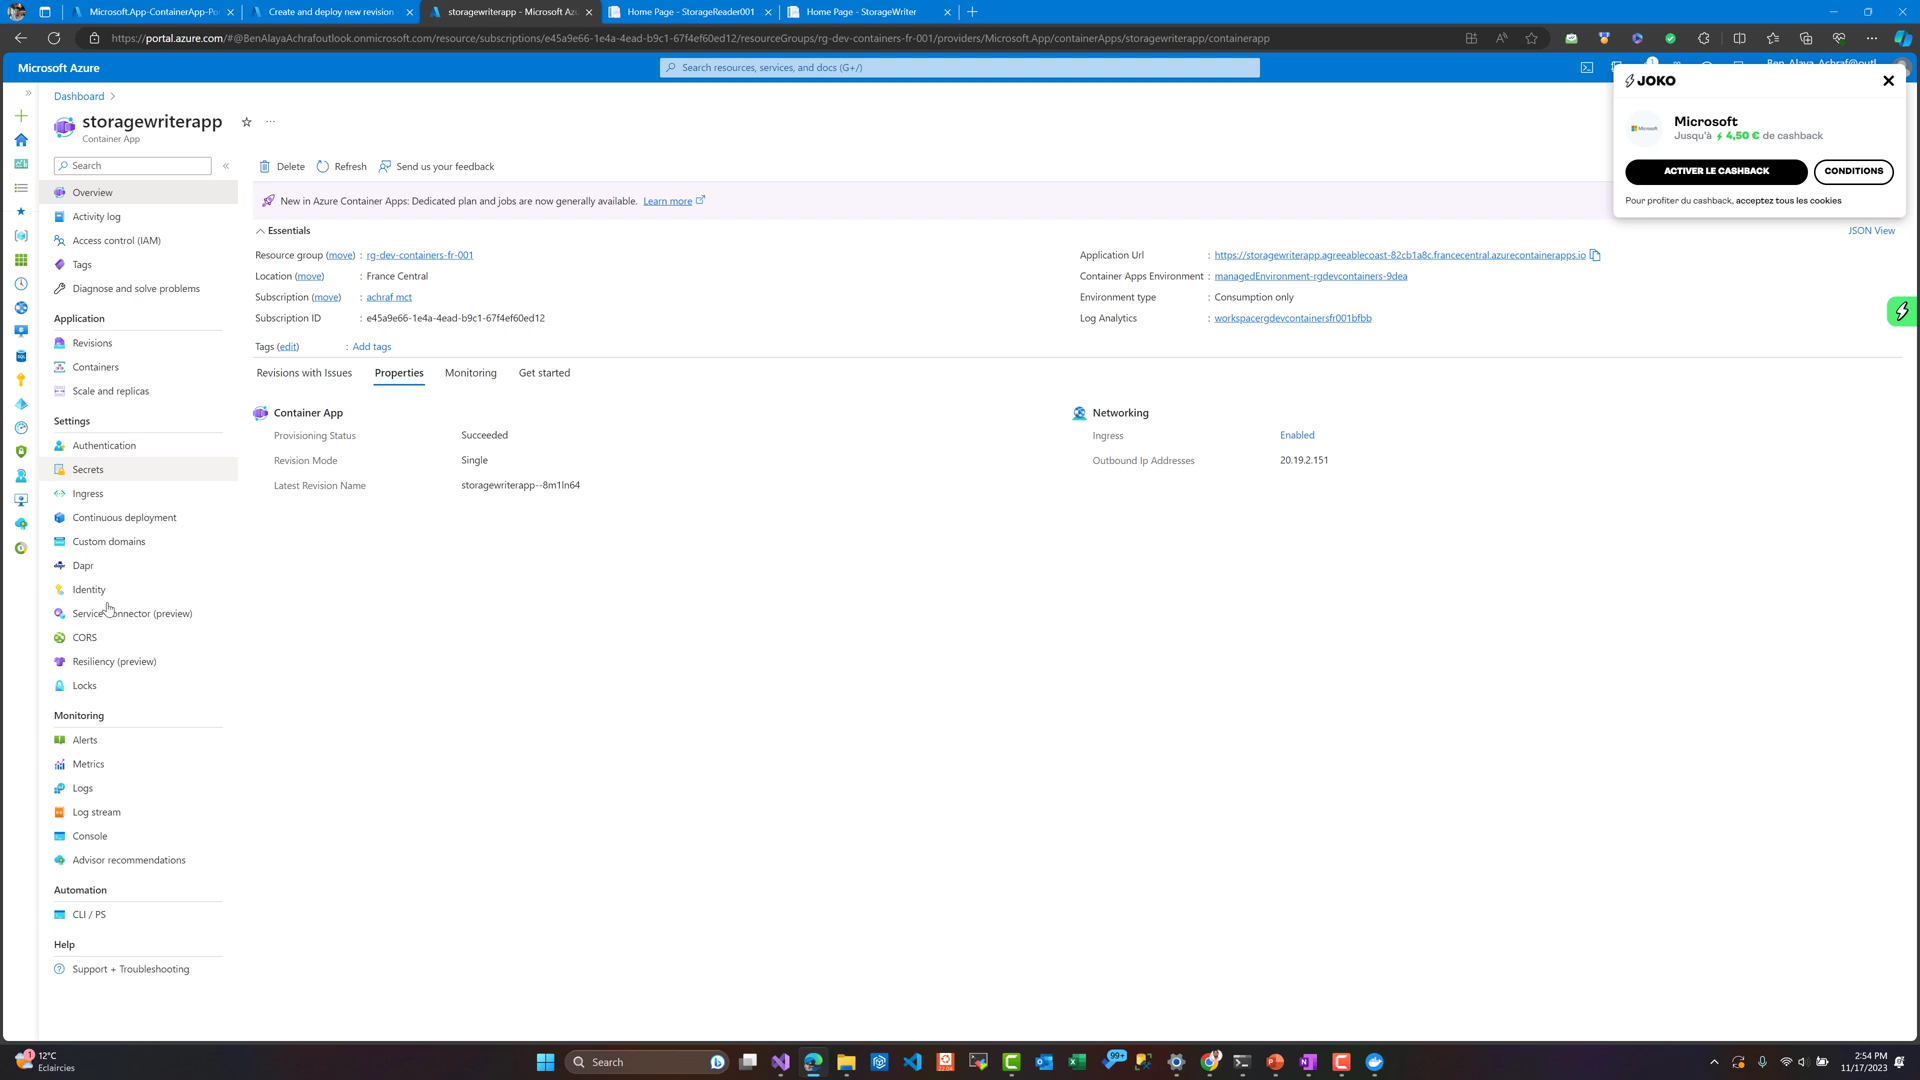 Microsoft.App-ContainerApp-Po
Create and deploy new revision
storagewriterapp - Microsoft Az
Home Page - StorageReader001
Home Page - StorageWriter
https://portal.azure.com/#@BenAlayaAchrafoutlook.onmicrosoft.com/resource/subscriptions/e45a9e66-1e4a-4ead-b9c1-67f4ef60ed12/resourceGroups/rg-dev-containers-fr-001/providers/Microsoft.App/containerApps/storagewriterapp/containerapp
Microsoft Azure
Search resources, services, and docs (G+/)
1
Ben_Alaya_Achraf@outl
JOKO
Microsoft
Jusqu'à 4,50 € de cashback
ACTIVER LE CASHBACK
CONDITIONS
Pour profiter du cashback, acceptez tous les cookies
Dashboard
storagewriterapp
Container App
Search
Overview
Activity log
Access control (IAM)
Tags
Diagnose and solve problems
Application
Revisions
Containers
Scale and replicas
Settings
Authentication
Secrets
Ingress
Continuous deployment
Custom domains
Dapr
Identity
Service Connector (preview)
CORS
Resiliency (preview)
Locks
Monitoring
Alerts
Metrics
Logs
Log stream
Console
Advisor recommendations
Automation
CLI / PS
Help
Support + Troubleshooting
Delete
Refresh
Send us your feedback
New in Azure Container Apps: Dedicated plan and jobs are now generally available. Learn more
Essentials
JSON View
Resource group (move) : rg-dev-containers-fr-001
Location (move) : France Central
Subscription (move) : achraf mct
Subscription ID : e45a9e66-1e4a-4ead-b9c1-67f4ef60ed12
Tags (edit) : Add tags
Application Url : https://storagewriterapp.agreeablecoast-82cb1a8c.francecentral.azurecontainerapps.io
Container Apps Environment : managedEnvironment-rgdevcontainers-9dea
Environment type : Consumption only
Log Analytics : workspacergdevcontainersfr001bfbb
Revisions with Issues
Properties
Monitoring
Get started
Container App
Provisioning Status Succeeded
Revision Mode Single
Latest Revision Name storagewriterapp--8m1ln64
Networking
Ingress Enabled
Outbound Ip Addresses 20.19.2.151
1
12°C
Eclaircies
Search
22.04
99+
2:54 PM
11/17/2023